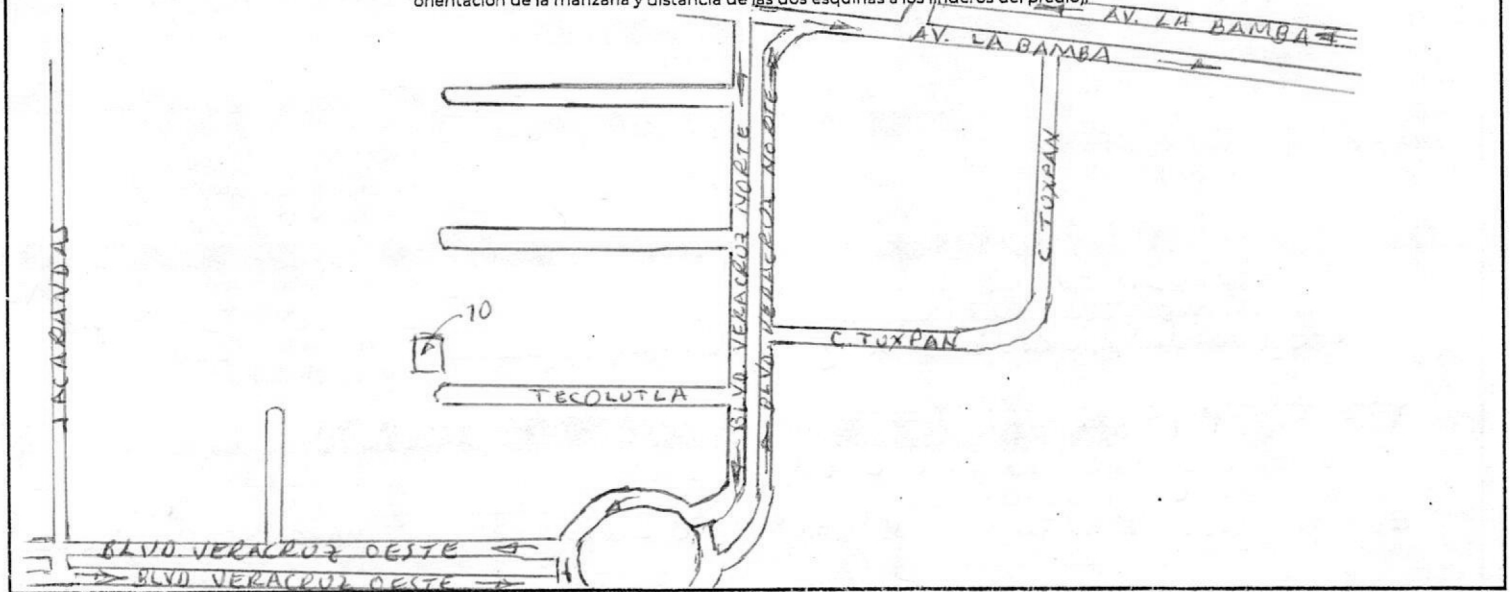 orientación de la manzana y distancia de las dos esquinas a los linderos del predio).
AV. LA BAMBA
AV. LA BAMBA
BLVD. VERACRUZ NORTE
BLVD. VERACRUZ NORTE
C. TUXPAN
JACARANDAS
10
C. TUXPAN
TECOLUTLA
BLVD. VERACRUZ OESTE
BLVD VERACRUZ OESTE